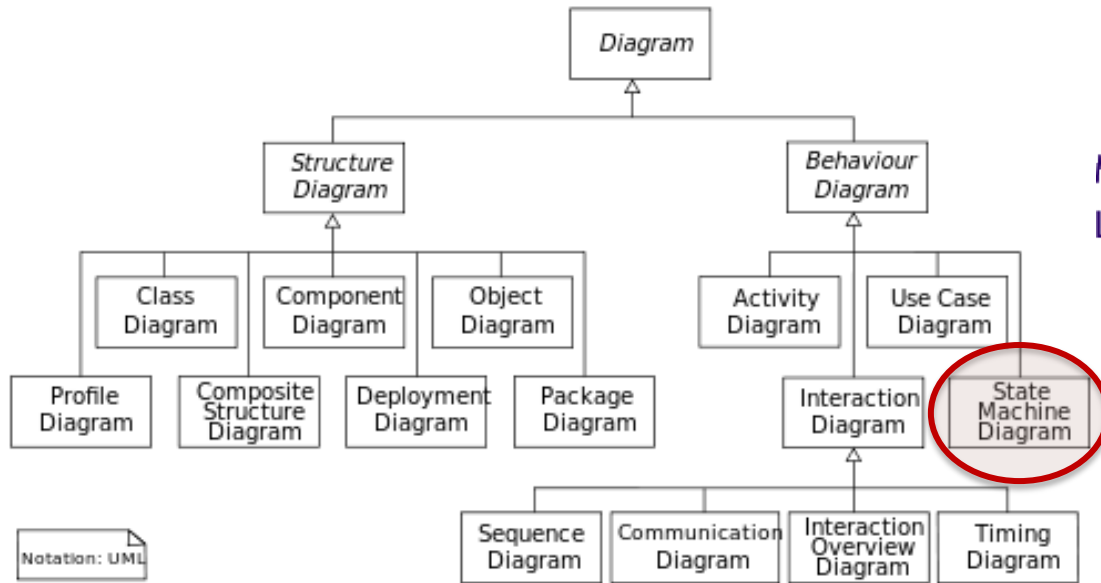 Diagram
Structure
Diagram
Behaviour
Diagram
Class
Diagram
Component
Diagram
Object
Diagram
Activity
Diagram
Use Case
Diagram
Profile
Diagram
Composite
Structure
Diagram
Deployment
Diagram
Package
Diagram
Interaction
Diagram
State
Machine
Diagram
Sequence
Diagram
Communication
Diagram
Interaction
Overview
Diagram
Timing
Diagram
Notation: UML